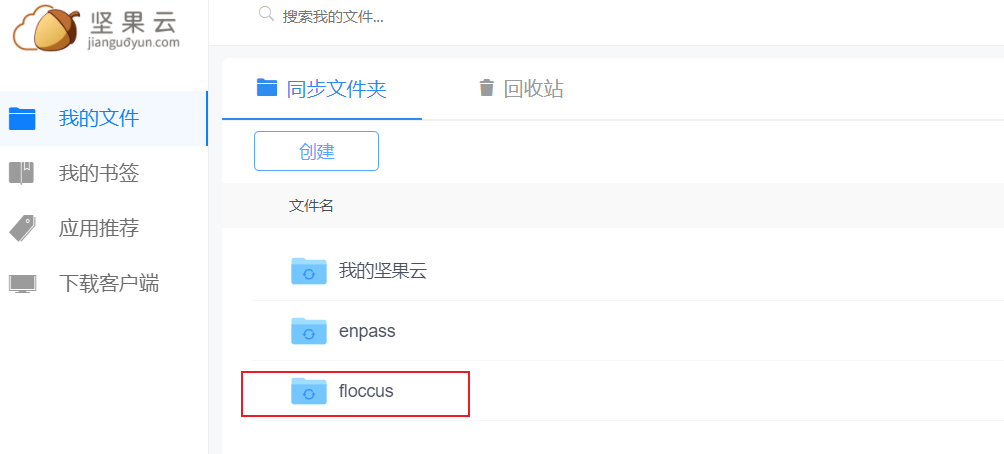 坚果云
jianguoyun.com
搜索我的文件...
我的文件
我的书签
应用推荐
下载客户端
同步文件夹
回收站
创建
文件名
我的坚果云
enpass
floccus